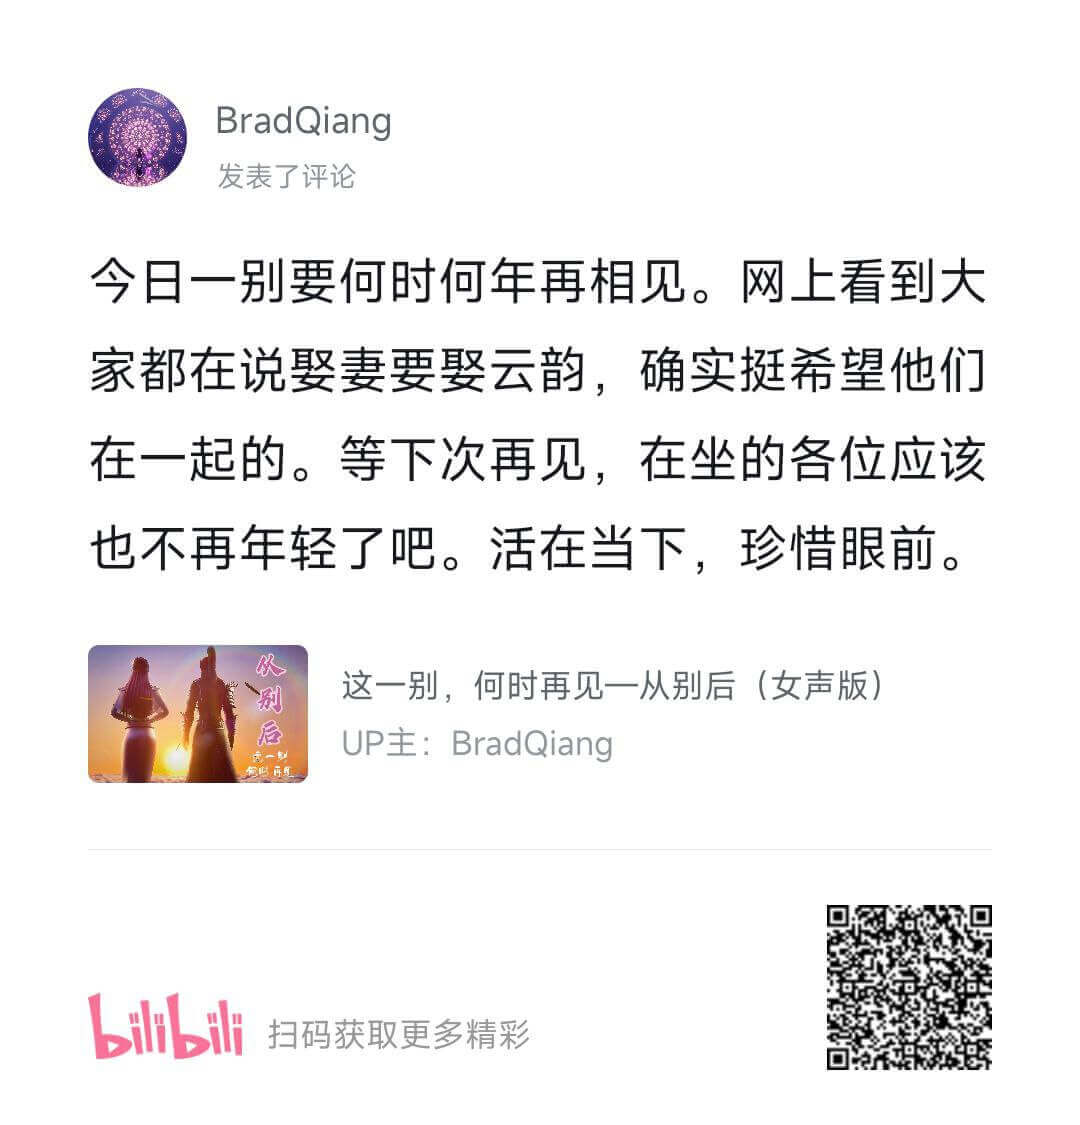 BradQiang
发表了评论
今日一别要何时何年再相见。网上看到大
家都在说娶妻要娶云韵，确实挺希望他们
在一起的。等下次再见，在坐的各位应该
也不再年轻了吧。活在当下，珍惜眼前。
从
别
后
这一别
何时再见
这一别，何时再见—从别后（女声版）
UP主：BradQiang
bilibili
扫码获取更多精彩